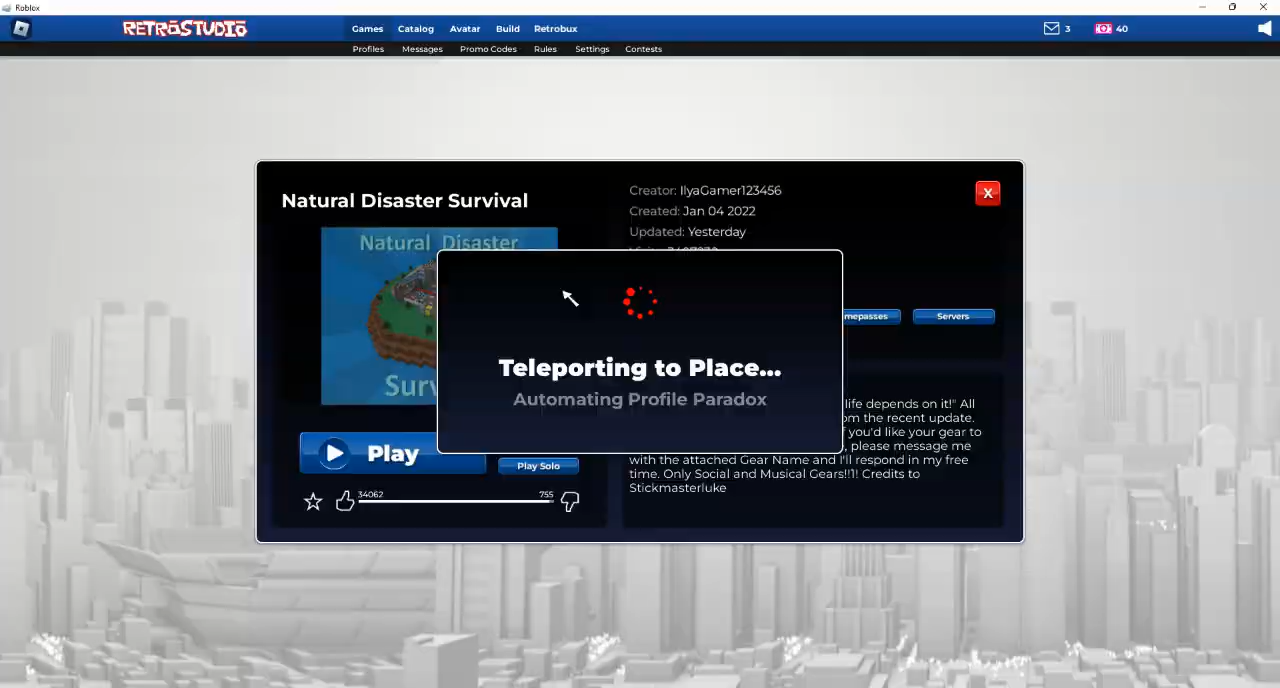 Roblox
RETROSTUDIO
Games Catalog Avatar Build Retrobux
3 40
Profiles Messages Promo Codes Rules Settings Contests
Natural Disaster Survival
Creator: IlyaGamer123456
Created: Jan 04 2022
Updated: Yesterday
X
Natural Disaster
Surv
mepasses
Servers
Teleporting to Place...
Automating Profile Paradox
life depends on it!" All
om the recent update.
f you'd like your gear to
, please message me
with the attached Gear Name and I'll respond in my free
time. Only Social and Musical Gears!!1! Credits to
Stickmasterluke
Play
Play Solo
34062 755